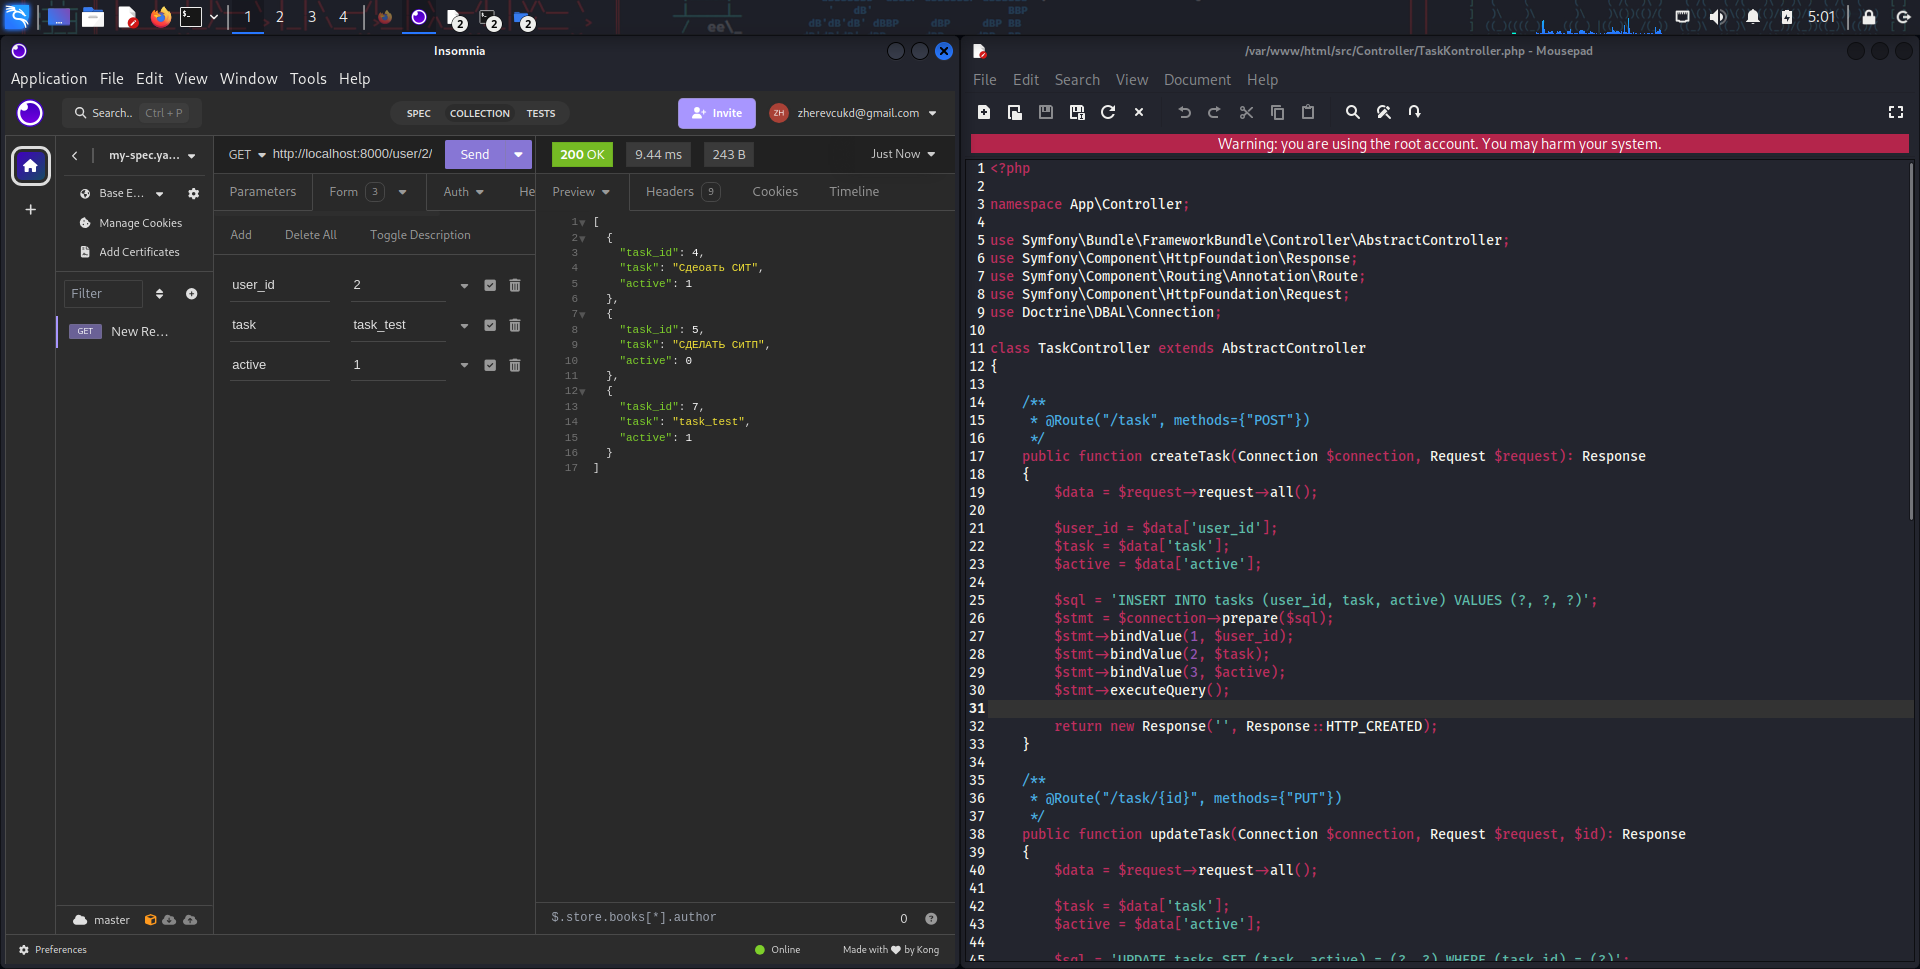 1 2 3 4 2 2 2 5:01
Insomnia
Application File Edit View Window Tools Help
Search.. Ctrl + P
SPEC COLLECTION TESTS
Invite
ZH zherevcukd@gmail.com
my-spec.ya...
Base E...
Manage Cookies
Add Certificates
Filter
GET New Re...
master
GET http://localhost:8000/user/2/
Send
Parameters Form 3 Auth He
Add Delete All Toggle Description
user_id 2
task task_test
active 1
200 OK 9.44 ms 243 B Just Now
Preview Headers 9 Cookies Timeline
1 [
2 {
3 "task_id": 4,
4 "task": "Сдеоать СИТ",
5 "active": 1
6 },
7 {
8 "task_id": 5,
9 "task": "СДЕЛАТЬ СиТП",
10 "active": 0
11 },
12 {
13 "task_id": 7,
14 "task": "task_test",
15 "active": 1
16 }
17 ]
$.store.books[*].author 0
Preferences
Online
Made with ♥ by Kong
/var/www/html/src/Controller/TaskKontroller.php - Mousepad
File Edit Search View Document Help
Warning: you are using the root account. You may harm your system.
1 <?php
2
3 namespace App\Controller;
4
5 use Symfony\Bundle\FrameworkBundle\Controller\AbstractController;
6 use Symfony\Component\HttpFoundation\Response;
7 use Symfony\Component\Routing\Annotation\Route;
8 use Symfony\Component\HttpFoundation\Request;
9 use Doctrine\DBAL\Connection;
10
11 class TaskController extends AbstractController
12 {
13
14 /**
15 * @Route("/task", methods={"POST"})
16 */
17 public function createTask(Connection $connection, Request $request): Response
18 {
19 $data = $request->request->all();
20
21 $user_id = $data['user_id'];
22 $task = $data['task'];
23 $active = $data['active'];
24
25 $sql = 'INSERT INTO tasks (user_id, task, active) VALUES (?, ?, ?)';
26 $stmt = $connection->prepare($sql);
27 $stmt->bindValue(1, $user_id);
28 $stmt->bindValue(2, $task);
29 $stmt->bindValue(3, $active);
30 $stmt->executeQuery();
31
32 return new Response('', Response::HTTP_CREATED);
33 }
34
35 /**
36 * @Route("/task/{id}", methods={"PUT"})
37 */
38 public function updateTask(Connection $connection, Request $request, $id): Response
39 {
40 $data = $request->request->all();
41
42 $task = $data['task'];
43 $active = $data['active'];
44
45 $sql = 'UPDATE tasks SET (task, active) = (?, ?) WHERE (task_id) = (?)';